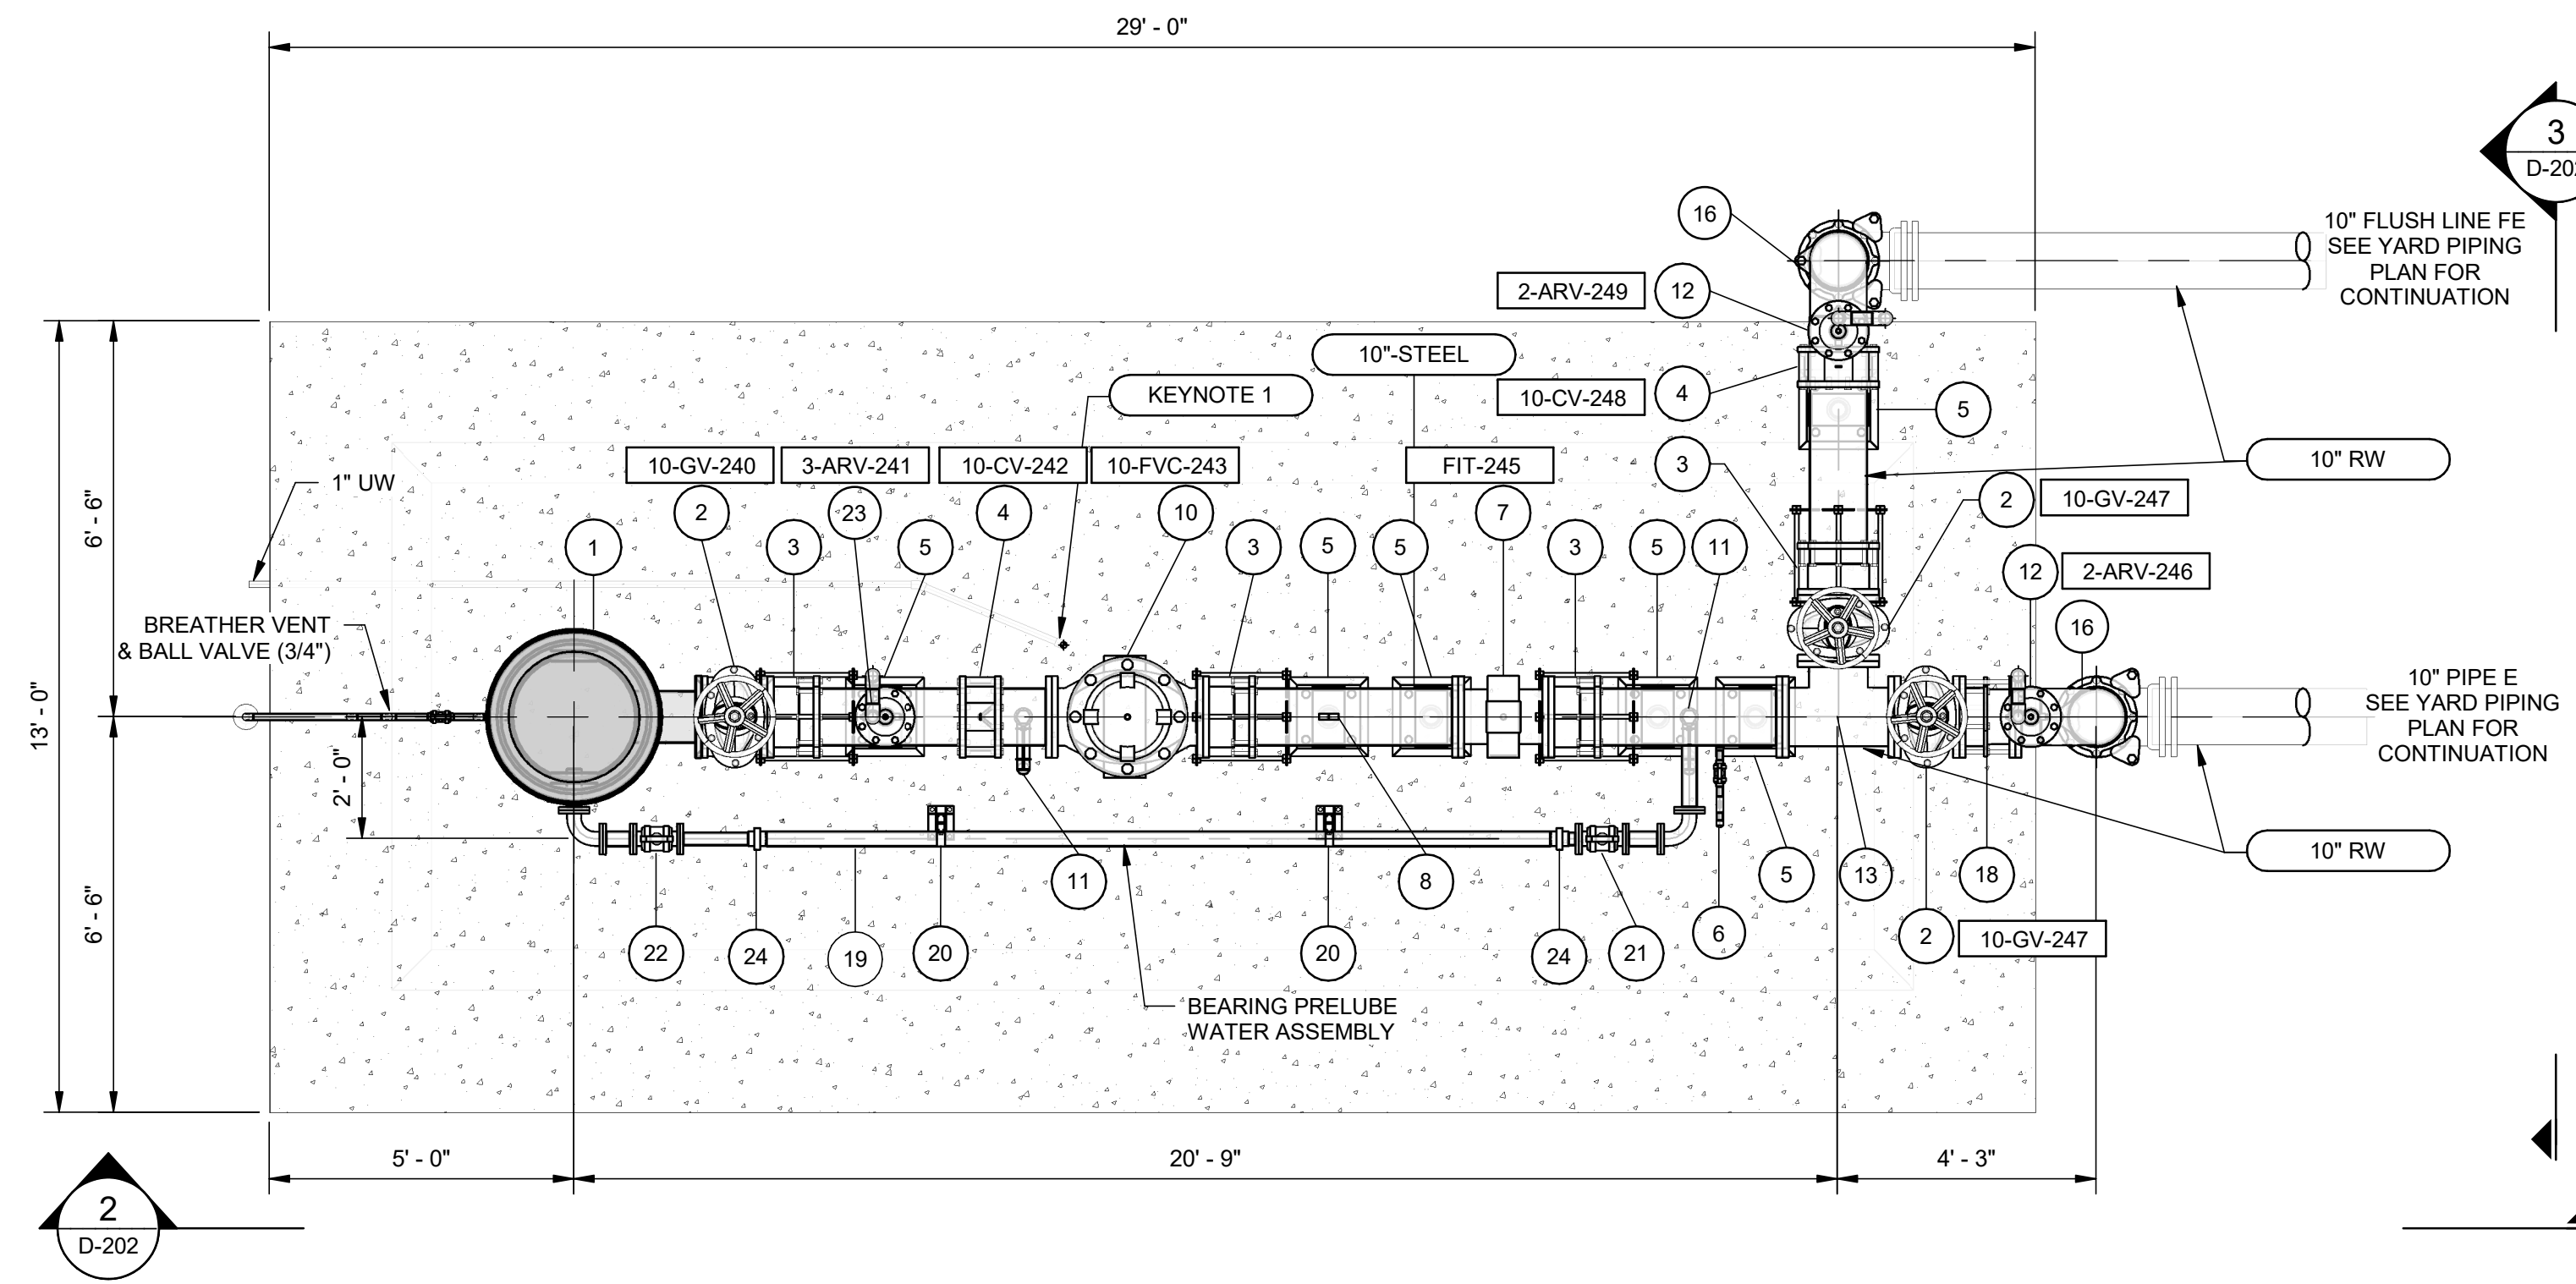 29' - 0"
3
D-202
10" FLUSH LINE FE
SEE YARD PIPING
PLAN FOR
CONTINUATION
16
2-ARV-249
12
10"-STEEL
KEYNOTE 1
10-CV-248
4
5
10-GV-240
3-ARV-241
10-CV-242
10-FVC-243
FIT-245
3
10" RW
1" UW
6' - 6"
2
23
4
10
7
2
10-GV-247
1
3
5
3
5
5
3
5
11
12
2-ARV-246
BREATHER VENT
& BALL VALVE (3/4")
16
13' - 0"
10" PIPE E
SEE YARD PIPING
PLAN FOR
CONTINUATION
2' - 0"
10" RW
11
8
5
13
18
6' - 6"
22
24
19
20
20
24
21
6
2
10-GV-247
BEARING PRELUBE
WATER ASSEMBLY
5' - 0"
20' - 9"
4' - 3"
2
D-202